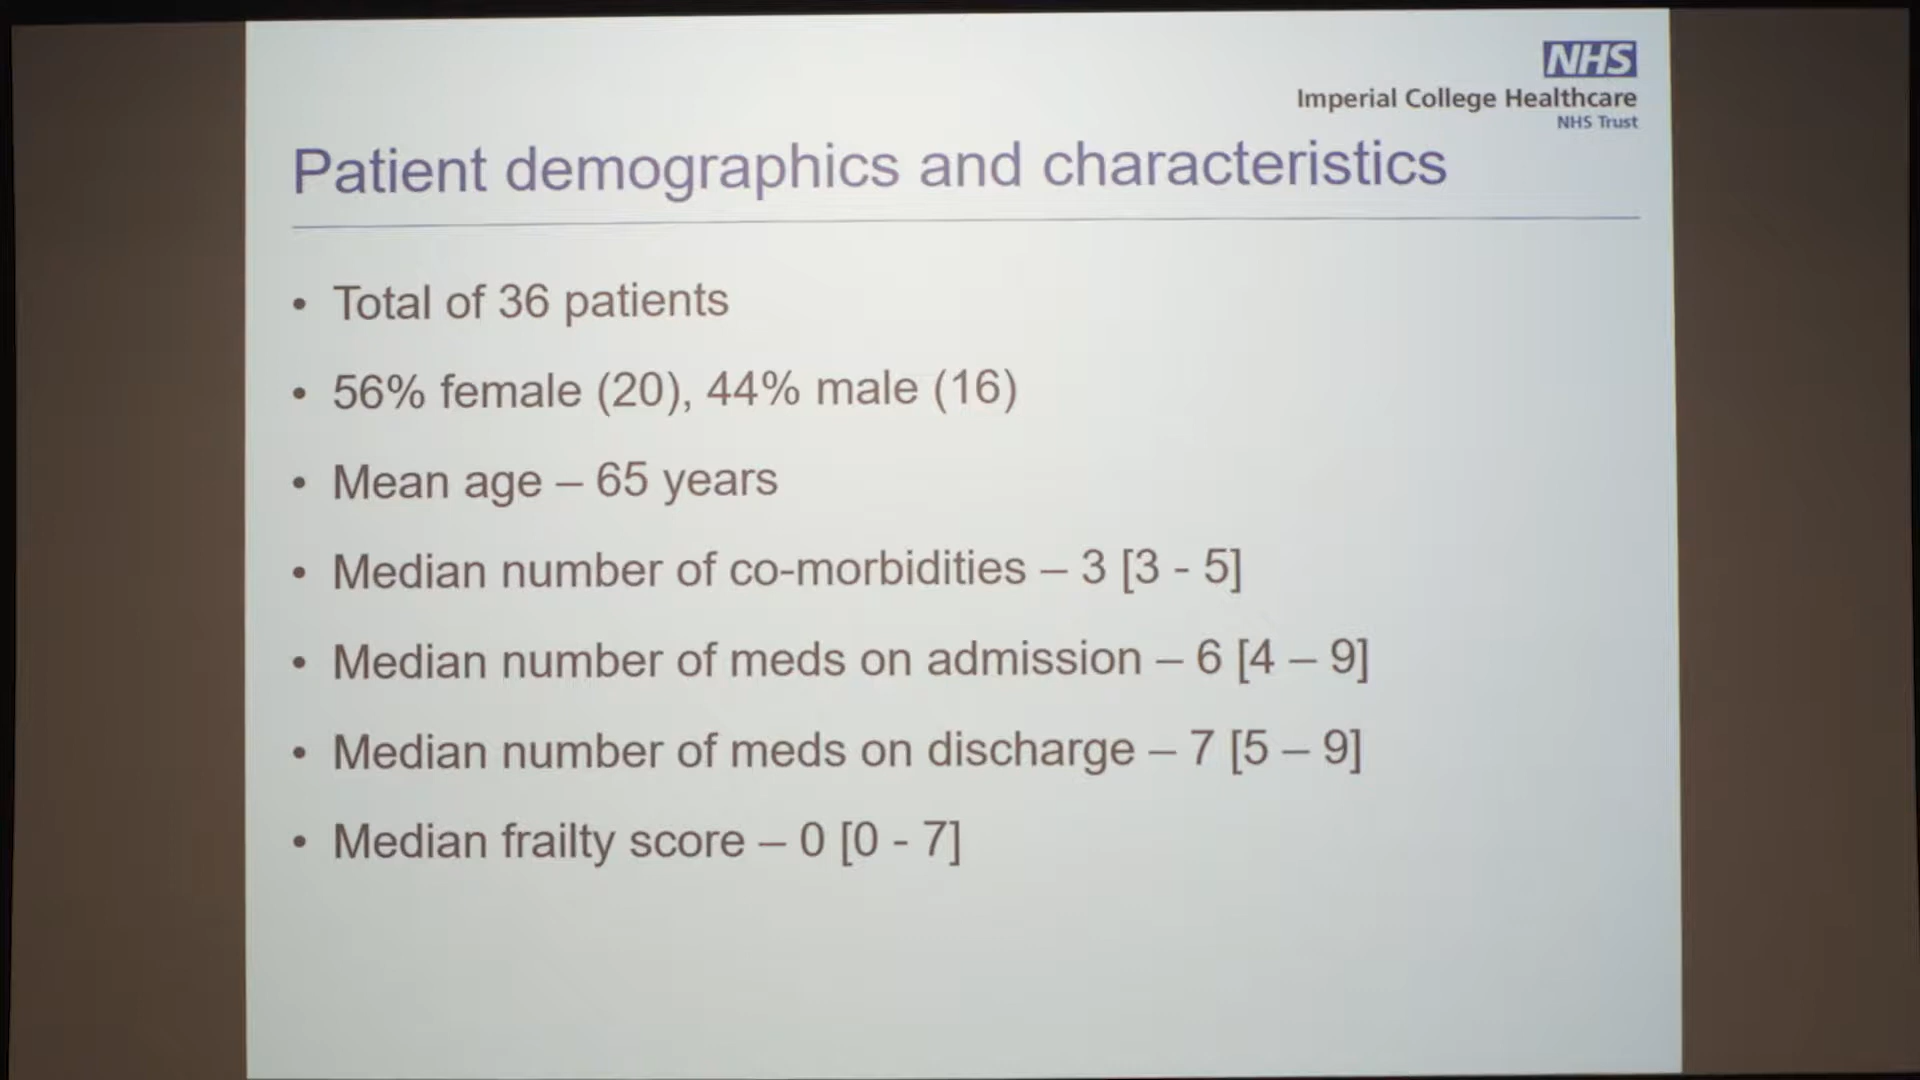 NHS
Imperial College Healthcare
NHS Trust
Patient demographics and characteristics
• Total of 36 patients
• 56% female (20), 44% male (16)
• Mean age – 65 years
• Median number of co-morbidities – 3 [3 - 5]
• Median number of meds on admission – 6 [4 – 9]
• Median number of meds on discharge – 7 [5 – 9]
• Median frailty score – 0 [0 - 7]